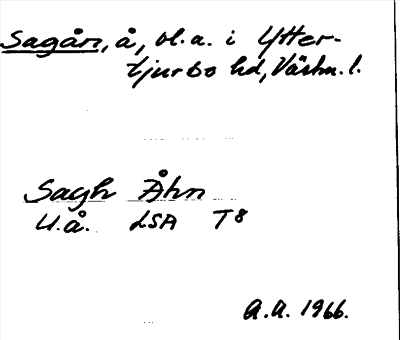 Sagån, å, bl.a. i Ytter-
tjurbo hd, Västm. l.
Sagh Åhn
U.å. LSA T8
A.A. 1966.